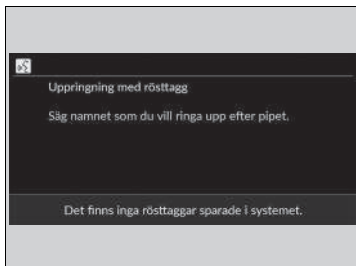 Uppringning med rösttagg
Säg namnet som du vill ringa upp efter pipet.
Det finns inga rösttaggar sparade i systemet.